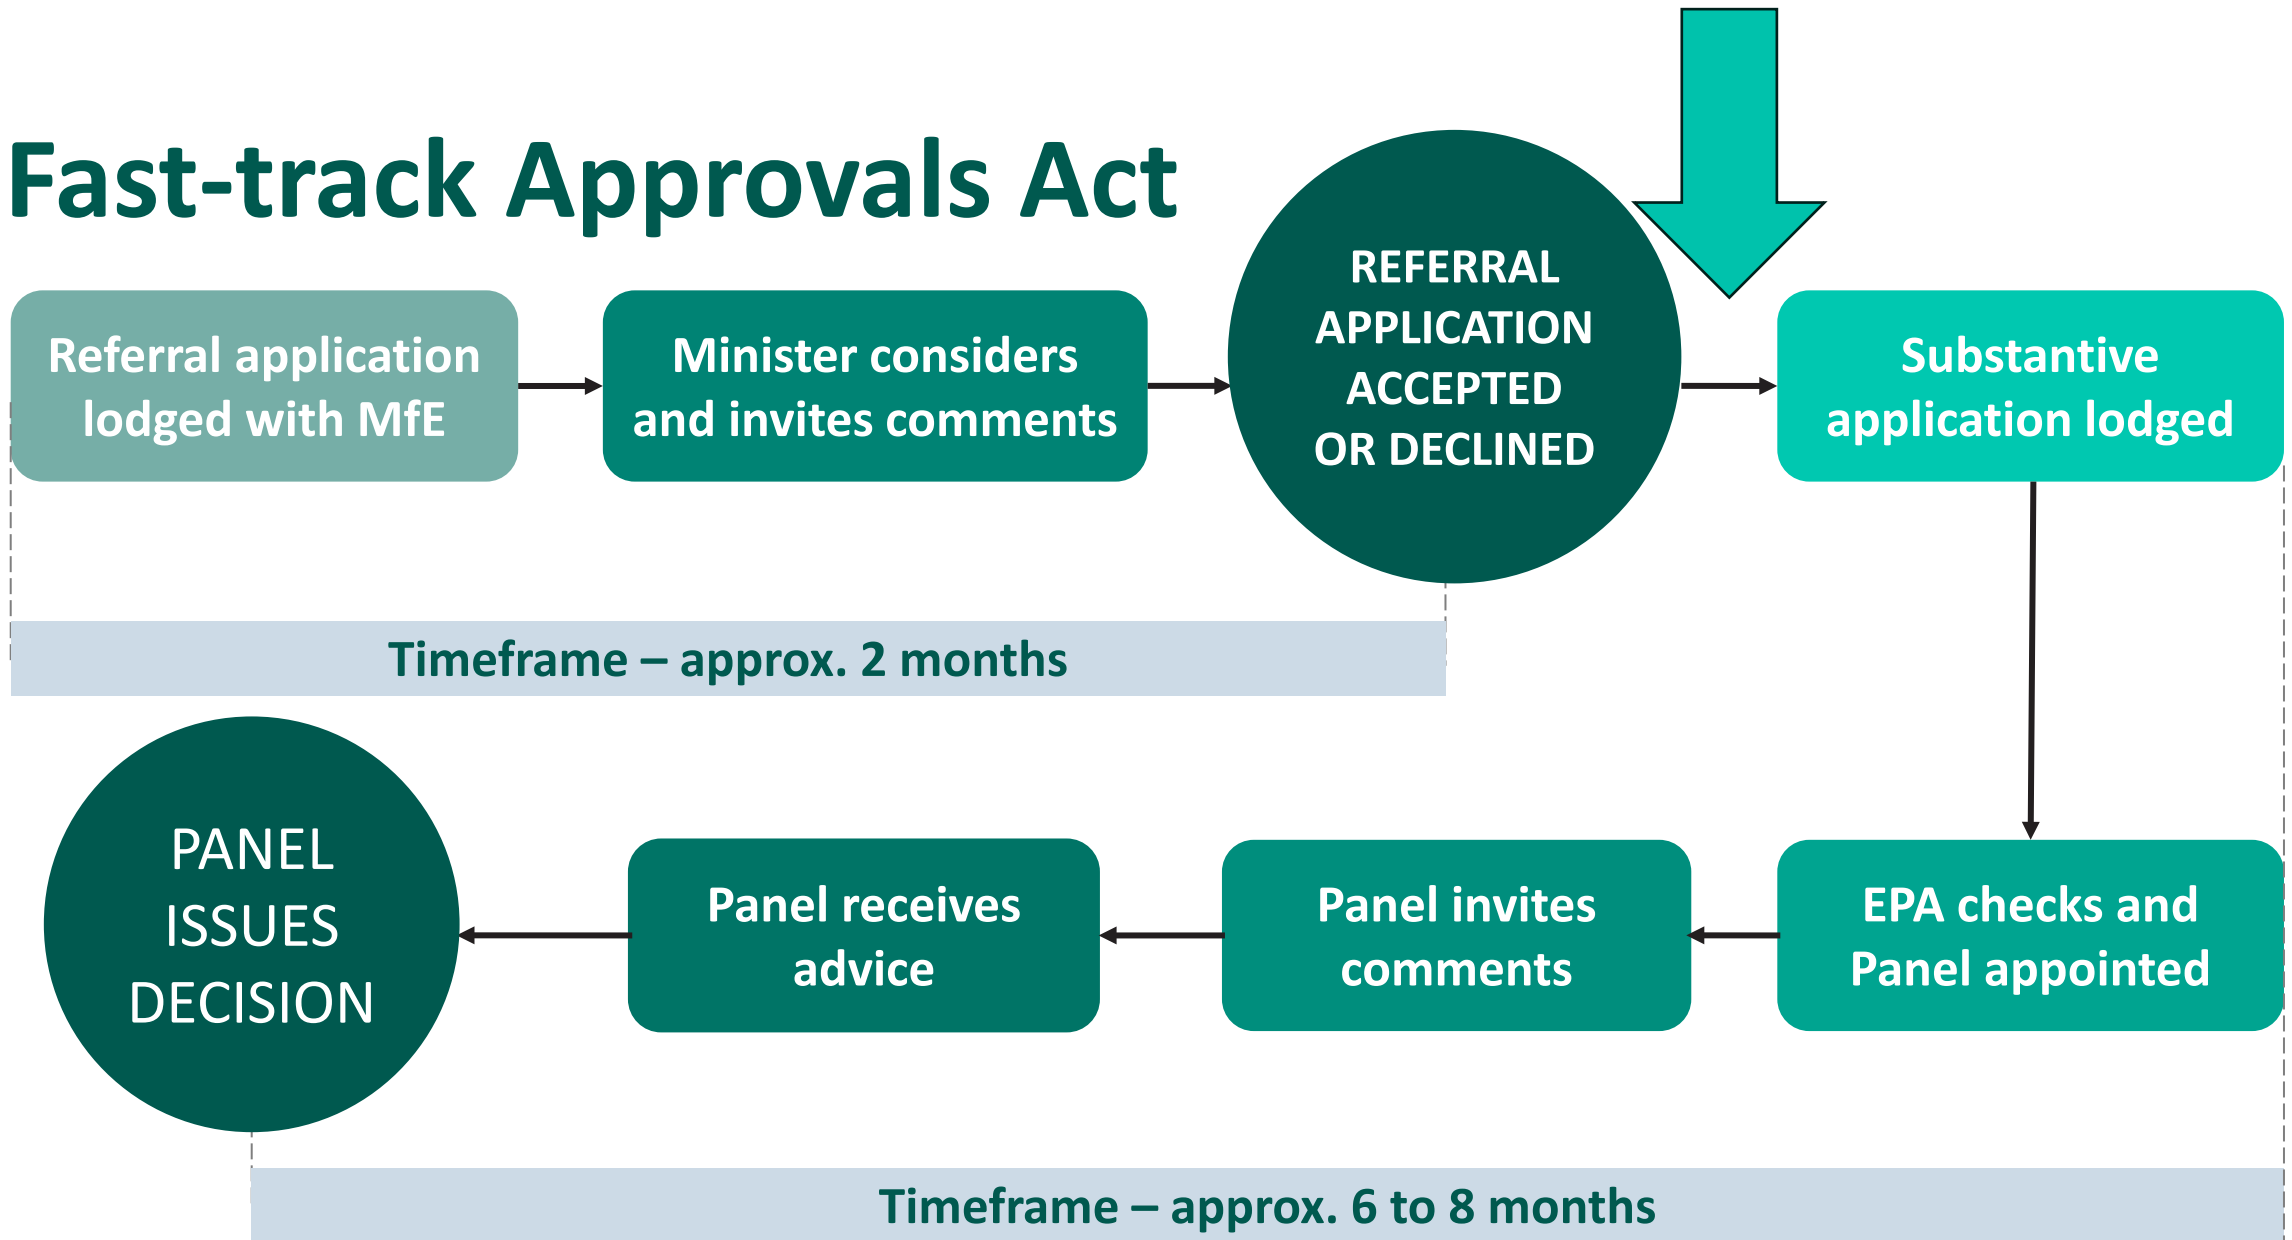 Fast-track Approvals Act
Referral application
lodged with MfE
Minister considers
and invites comments
REFERRAL
APPLICATION
ACCEPTED
OR DECLINED
Substantive
application lodged
Timeframe – approx. 2 months
EPA checks and
Panel appointed
Panel invites
comments
Panel receives
advice
PANEL
ISSUES
DECISION
Timeframe – approx. 6 to 8 months